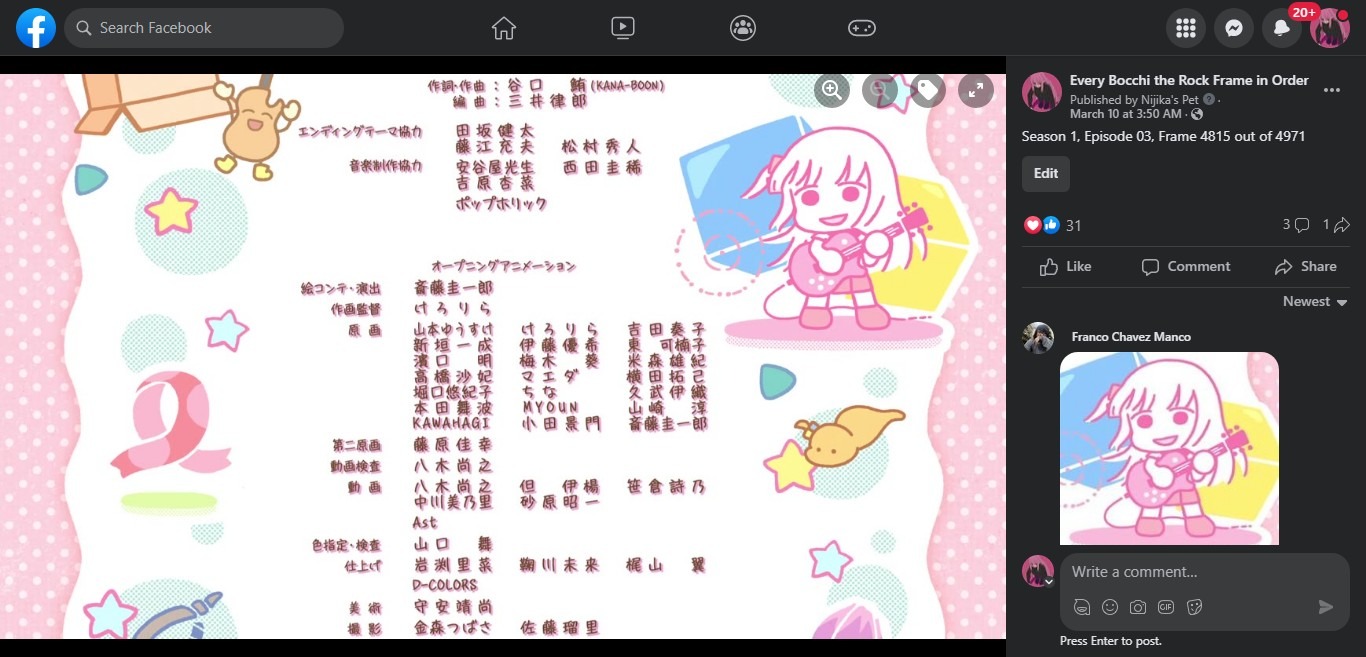 Search Facebook
20+
作詞・作曲：谷口 鮪 (KANA-BOON)
編曲：三井律郎
エンディングテーマ協力 田坂健太
藤江充夫 松村秀人
音楽制作協力 安谷屋光生 西田圭稀
吉原杏菜
ポップホリック
オープニングアニメーション
絵コンテ・演出 斎藤圭一郎
作画監督 けろりら
原画 山本ゆうすけ けろりら 吉田奏子
新垣一成 伊藤優希 東 可楠子
濱口 明 梅木 葵 米森雄紀
高橋沙妃 マエダ 横田拓己
堀口悠紀子 ちな 久武伊織
本田舞波 MYOUN 山崎 淳
KAWAHAGI 小田景門 斎藤圭一郎
第二原画 藤原佳幸
動画検査 八木尚之
動画 八木尚之 但 伊楊 笹倉詩乃
中川美乃里 砂原昭一
Ast
色指定・検査 山口 舞
仕上げ 岩渕里菜 鞠川未来 梶山 翼
D-COLORS
美術 守安靖尚
撮影 金森つばさ 佐藤瑠里
Every Bocchi the Rock Frame in Order
Published by Nijika's Pet ·
March 10 at 3:50 AM ·
Season 1, Episode 03, Frame 4815 out of 4971
Edit
31 3 1
Like Comment Share
Newest
Franco Chavez Manco
Write a comment...
GIF
Press Enter to post.